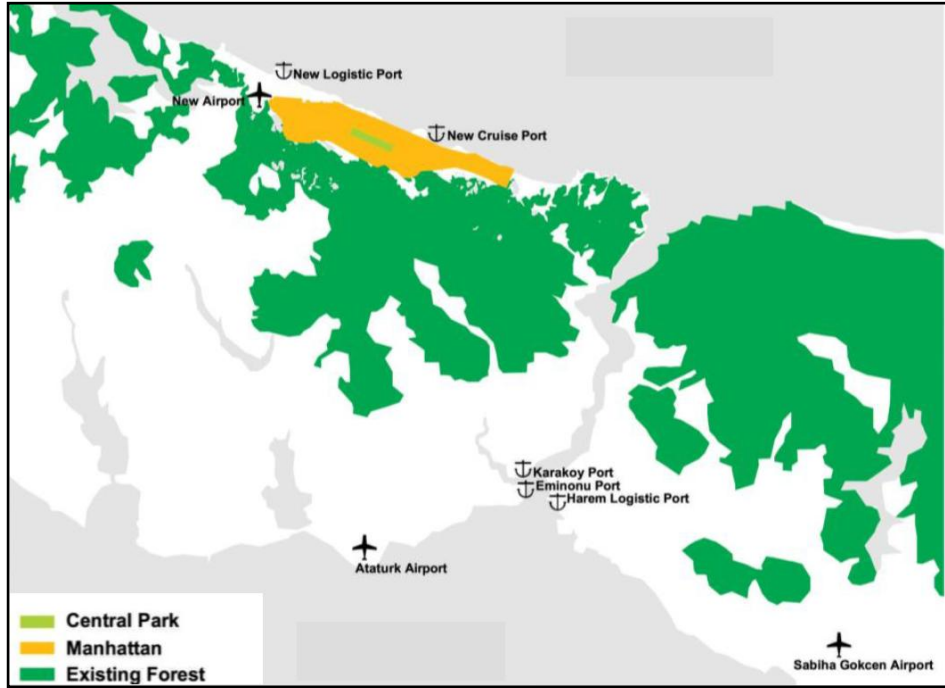 New Logistic Port
New Airport
New Cruise Port
Karakoy Port
Eminonu Port
Harem Logistic Port
Ataturk Airport
Central Park
Manhattan
Sabiha Gokcen Airport
Existing Forest